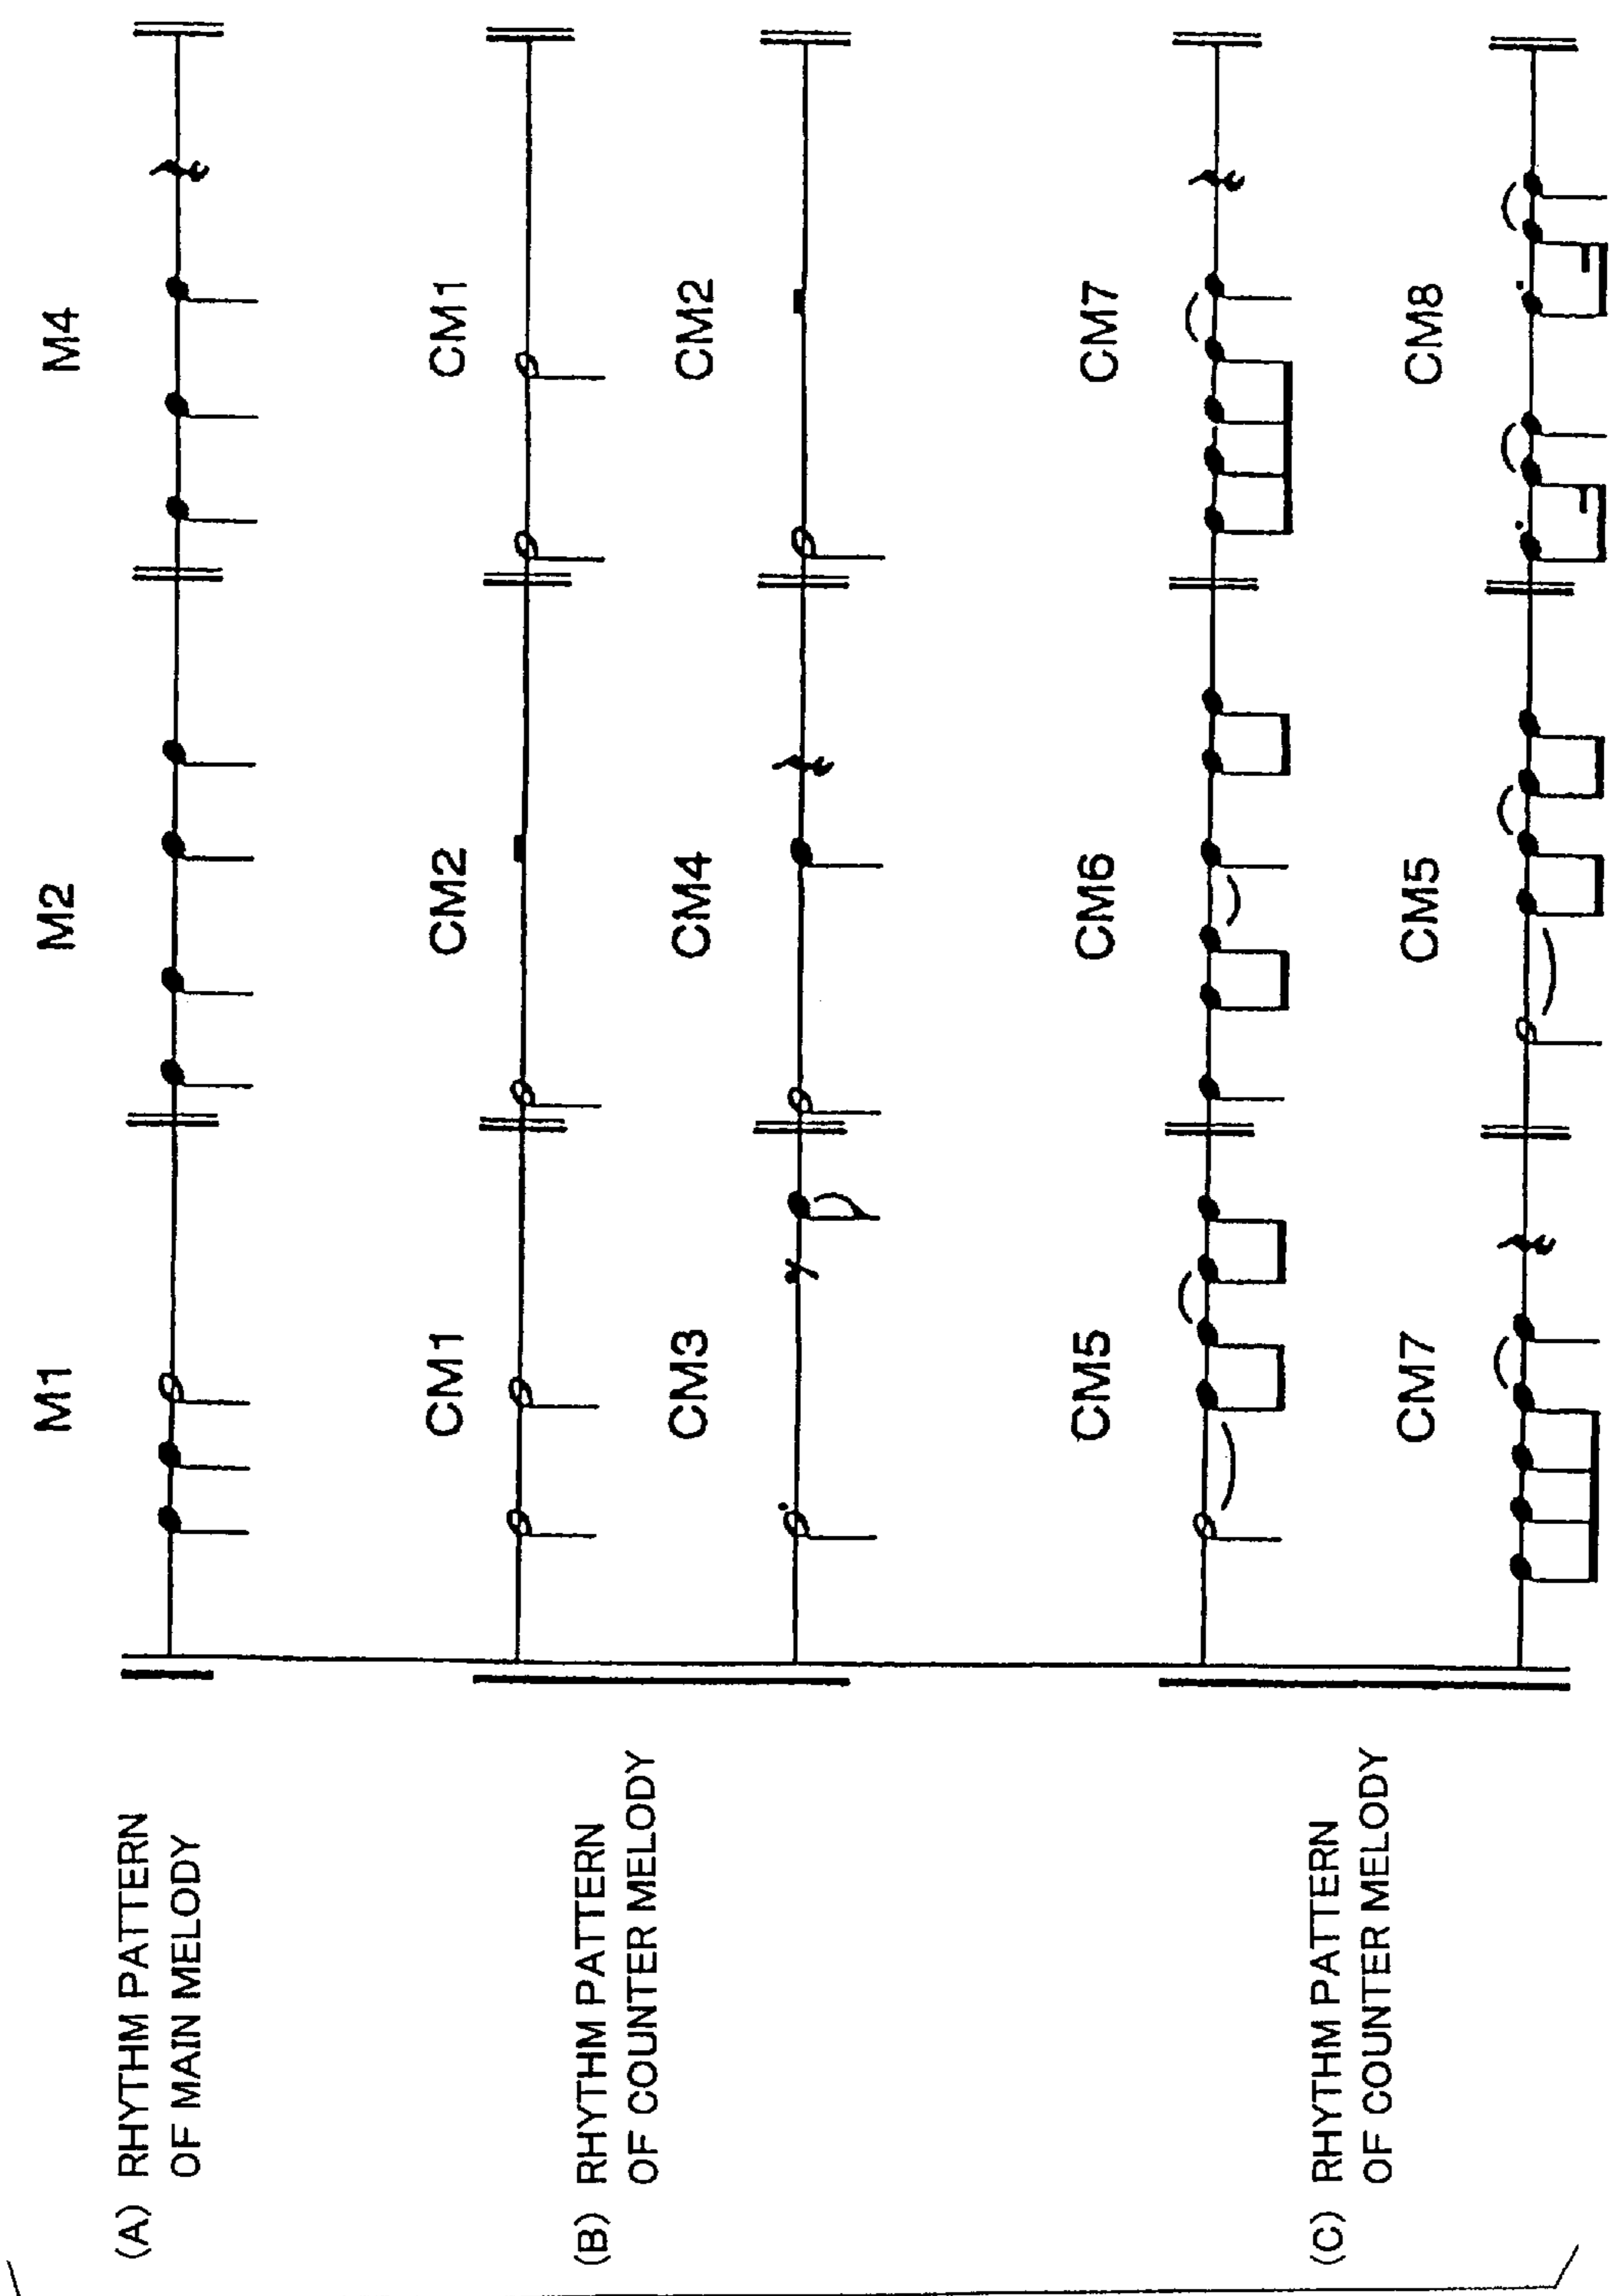 (A) RHYTHM PATTERN
OF MAIN MELODY
M1 M2 M4
(B) RHYTHM PATTERN
OF COUNTER MELODY
CM1 CM2 CM1
CM3 CM4 CM2
(C) RHYTHM PATTERN
OF COUNTER MELODY
CM5 CM6 CM7
CM7 CM5 CM8